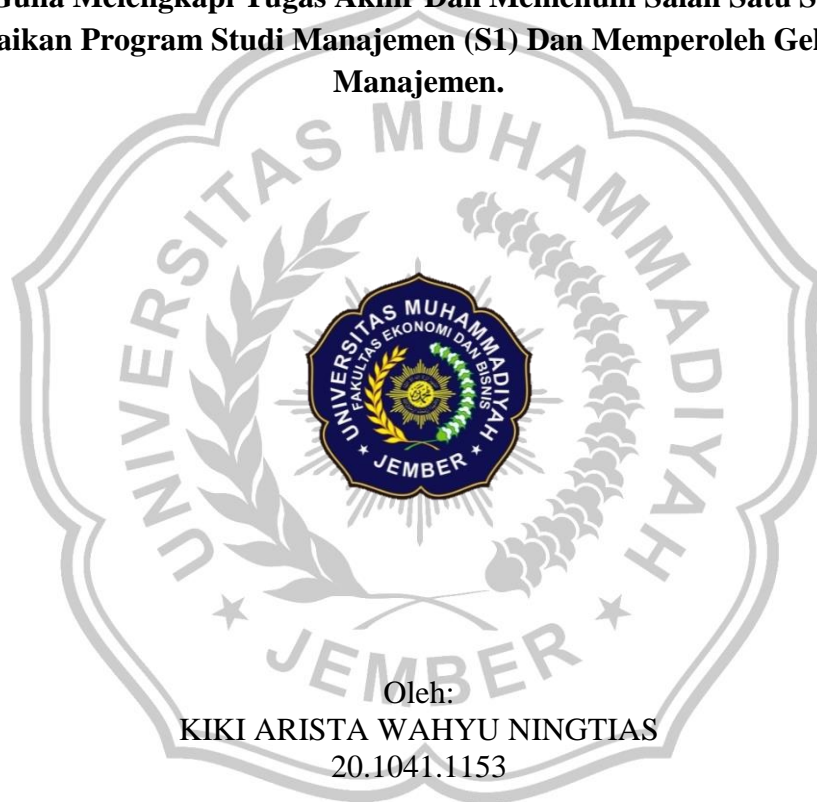 Guna Melengkapi Tugas Akhir Dan Memenuhi Salah Satu S
aikan Program Studi Manajemen (S1) Dan Memperoleh Gel
Manajemen.
UNIVERSITAS MUHAMMADIYAH
JEMBER
UNIVERSITAS MUHAMMADIYAH
FAKULTAS EKONOMI DAN BISNIS
JEMBER
Oleh:
KIKI ARISTA WAHYU NINGTIAS
20.1041.1153